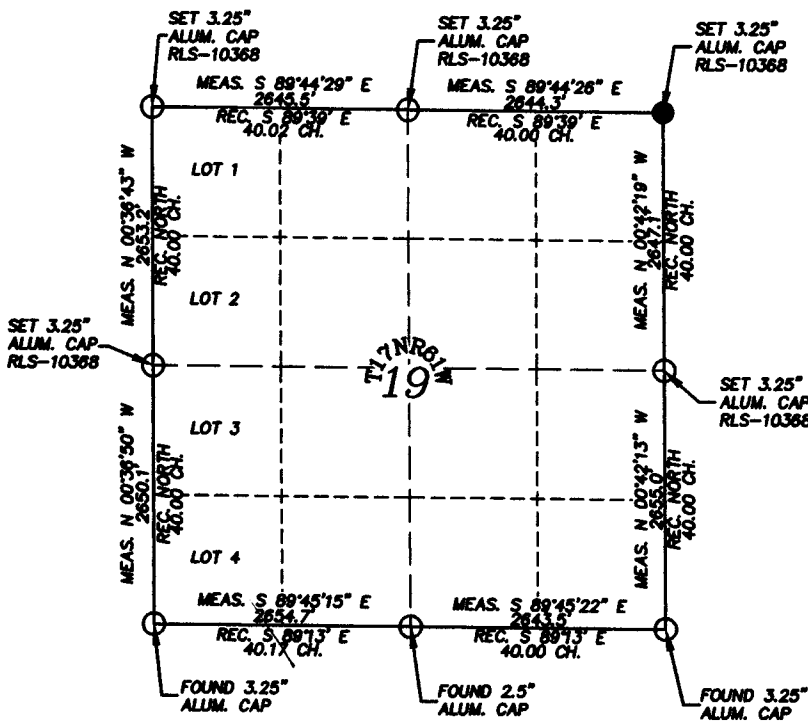 SET 3.25"
ALUM. CAP
RLS-10368
SET 3.25"
ALUM. CAP
RLS-10368
SET 3.25"
ALUM. CAP
RLS-10368
MEAS. S 89°44'29" E
2645.5'
REC. S 89°39' E
40.02 CH.
MEAS. S 89°44'26" E
2644.3'
REC. S 89°39' E
40.00 CH.
LOT 1
MEAS. N 00°36'43" W
2653.2'
REC. NORTH
40.00 CH.
MEAS. N 00°42'19" W
2647.1'
REC. NORTH
40.00 CH.
LOT 2
SET 3.25"
ALUM. CAP
RLS-10368
T17NR61W
19
SET 3.25"
ALUM. CAP
RLS-10368
LOT 3
MEAS. N 00°36'50" W
2650.1'
REC. NORTH
40.00 CH.
MEAS. N 00°42'13" W
2655.0'
REC. NORTH
40.00 CH.
LOT 4
MEAS. S 89°45'15" E
2654.7'
REC. S 89°13' E
40.17 CH.
MEAS. S 89°45'22" E
2643.5'
REC. S 89°13' E
40.00 CH.
FOUND 3.25"
ALUM. CAP
FOUND 2.5"
ALUM. CAP
FOUND 3.25"
ALUM. CAP